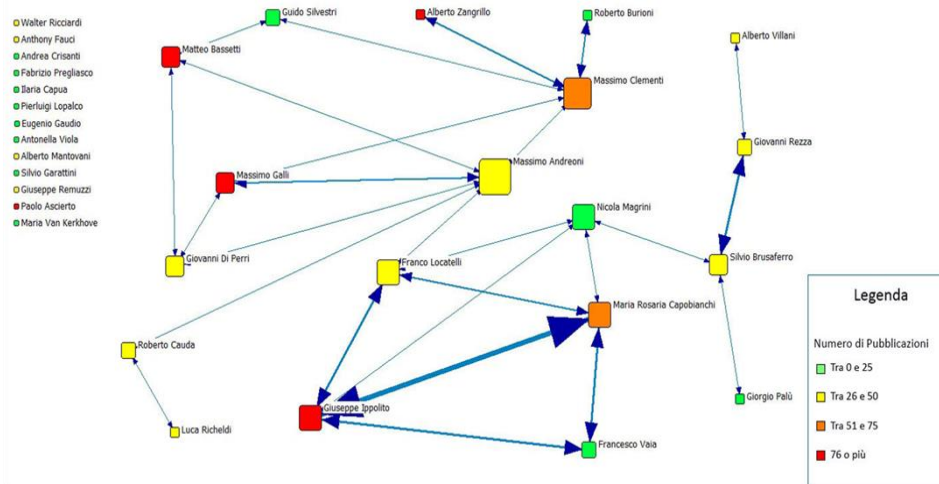 Walter Ricciardi
Anthony Fauci
Andrea Crisanti
Fabrizio Pregliasco
Ilaria Capua
Pierluigi Lopalco
Eugenio Gaudio
Antonella Viola
Alberto Mantovani
Silvio Garattini
Giuseppe Remuzzi
Paolo Ascierto
Maria Van Kerkhove
Guido Silvestri
Alberto Zangrillo
Roberto Burioni
Alberto Villani
Matteo Bassetti
Massimo Clementi
Giovanni Rezza
Massimo Andreoni
Massimo Galli
Nicola Magrini
Giovanni Di Perri
Franco Locatelli
Silvio Brusaferro
Maria Rosaria Capobianchi
Roberto Cauda
Giuseppe Ippolito
Giorgio Palù
Luca Richeldi
Francesco Vaia
Legenda
Numero di Pubblicazioni
Tra 0 e 25
Tra 26 e 50
Tra 51 e 75
76 o più